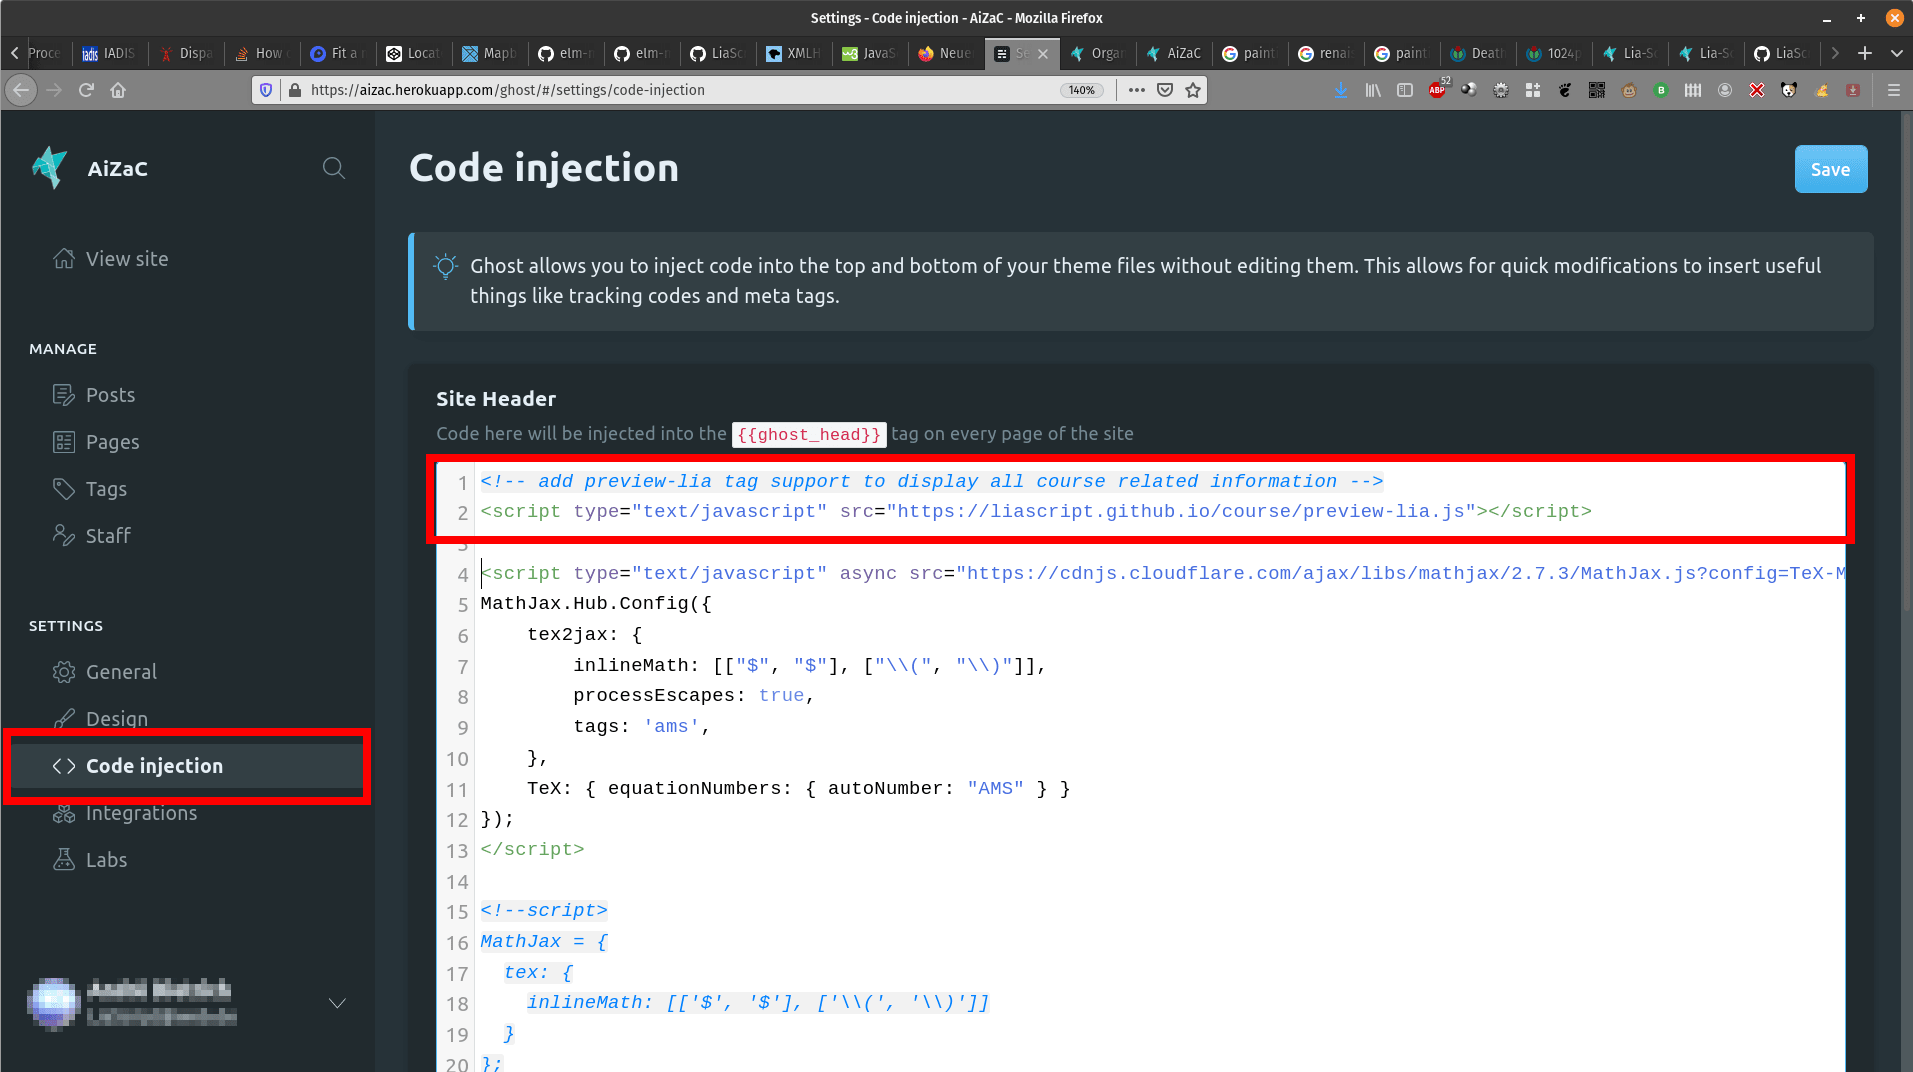 Settings - Code injection - AiZaC - Mozilla Firefox
Proce IADIS Dispa How Fit a Locat Mapb elm- elm- LiaSc XMLH JavaS Neue Se Organ AiZaC paint renai paint Death 1024p Lia-S Lia-S LiaSc
https://aizac.herokuapp.com/ghost/#/settings/code-injection
140%
ABP 52
AiZaC
View site
MANAGE
Posts
Pages
Tags
Staff
SETTINGS
General
Design
Code injection
Integrations
Labs
Code injection
Save
Ghost allows you to inject code into the top and bottom of your theme files without editing them. This allows for quick modifications to insert useful
things like tracking codes and meta tags.
Site Header
Code here will be injected into the {{ghost_head}} tag on every page of the site
1 <!-- add preview-lia tag support to display all course related information -->
2 <script type="text/javascript" src="https://liascript.github.io/course/preview-lia.js"></script>
3
4 <script type="text/javascript" async src="https://cdnjs.cloudflare.com/ajax/libs/mathjax/2.7.3/MathJax.js?config=TeX-M
5 MathJax.Hub.Config({
6 tex2jax: {
7 inlineMath: [["$", "$"], ["\\(", "\\)"]],
8 processEscapes: true,
9 tags: 'ams',
10 },
11 TeX: { equationNumbers: { autoNumber: "AMS" } }
12 });
13 </script>
14
15 <!--script>
16 MathJax = {
17 tex: {
18 inlineMath: [['$', '$'], ['\\(', '\\)']]
19 }
20 };